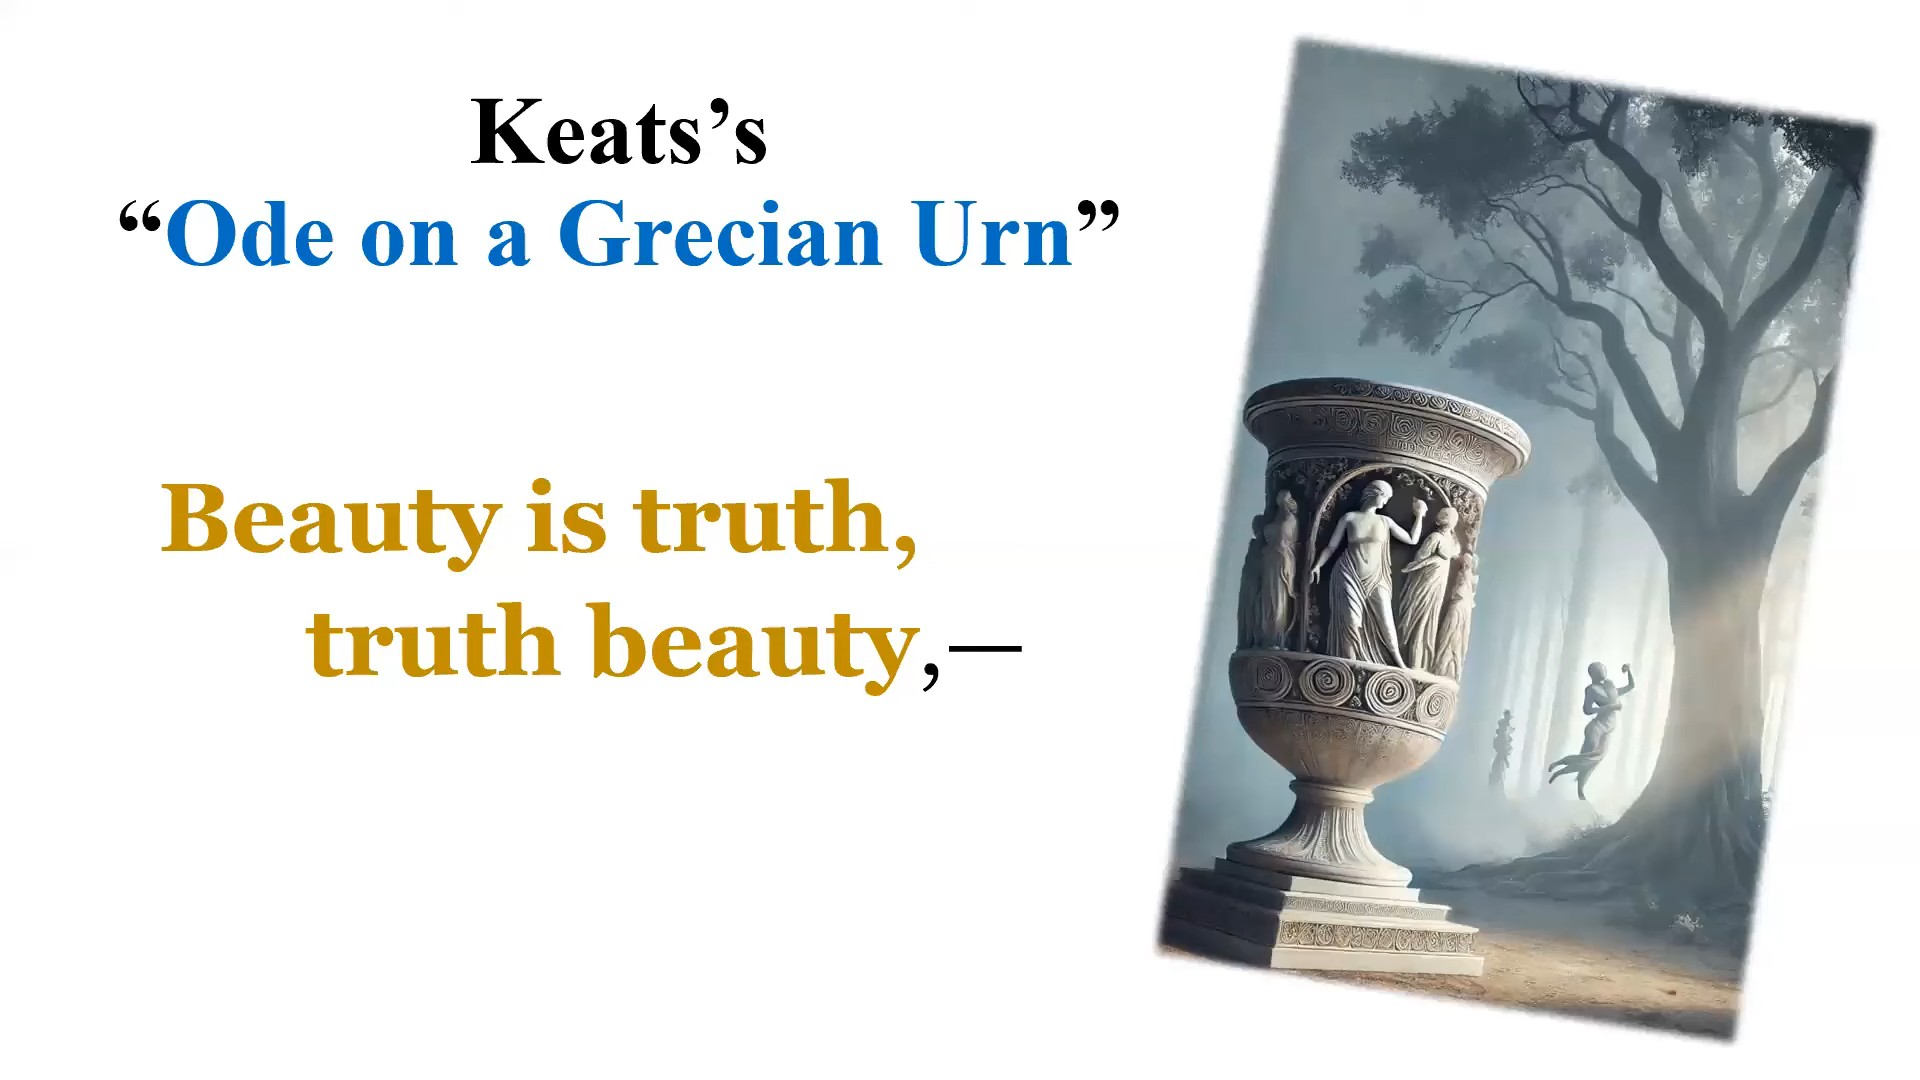 Keats’s
“Ode on a Grecian Urn”
Beauty is truth,
truth beauty,—